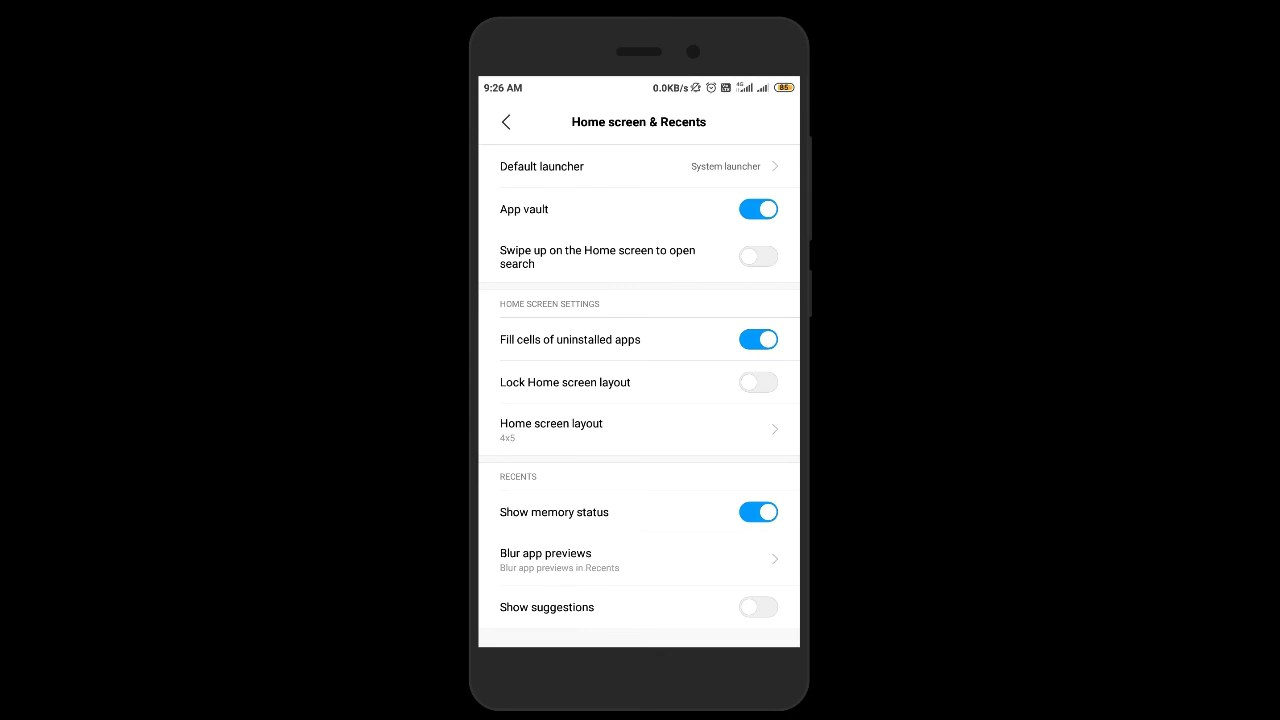 9:26 AM 0.0KB/s 4G 85
Home screen & Recents
Default launcher System launcher
App vault
Swipe up on the Home screen to open
search
HOME SCREEN SETTINGS
Fill cells of uninstalled apps
Lock Home screen layout
Home screen layout
4x5
RECENTS
Show memory status
Blur app previews
Blur app previews in Recents
Show suggestions